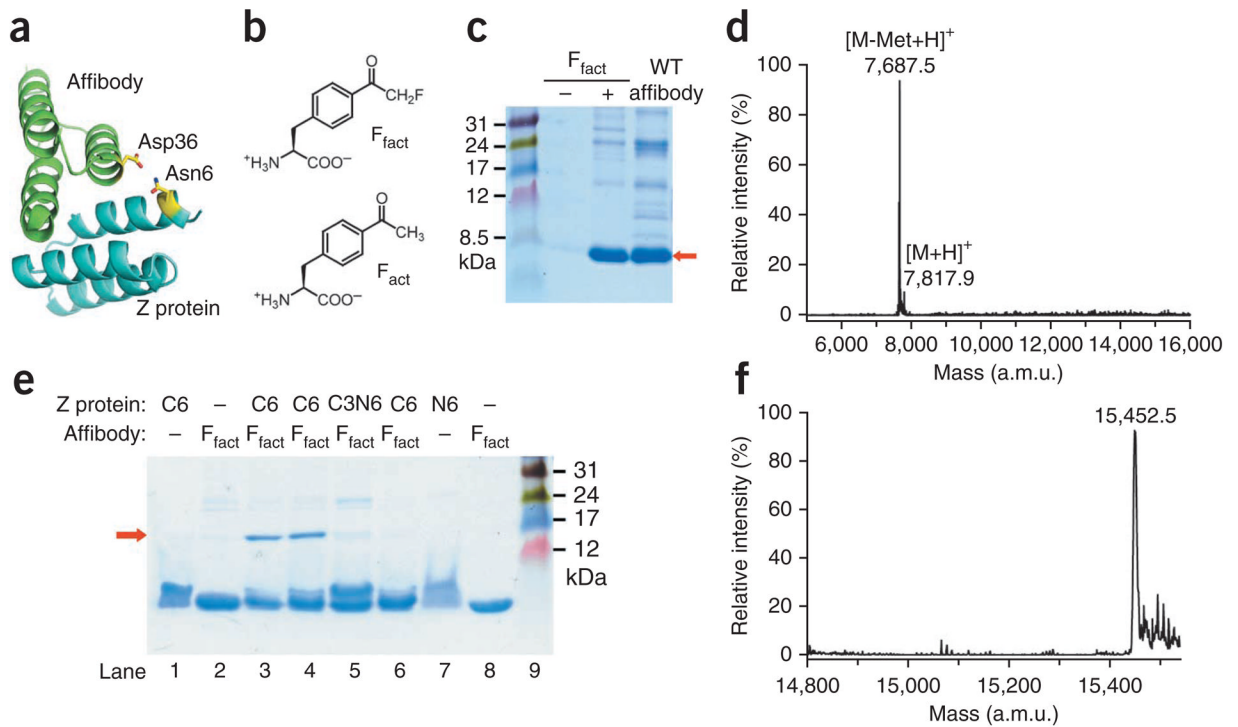 a
Affibody
Asp36
Asn6
Z protein
b
O
CH₂F
F_fact
⁺H₃N
COO⁻
O
CH₃
F_act
⁺H₃N
COO⁻
c
F_fact
WT
– + affibody
31
24
17
12
8.5
kDa
d
[M-Met+H]⁺
7,687.5
[M+H]⁺
7,817.9
Relative intensity (%)
100
80
60
40
20
0
6,000 8,000 10,000 12,000 14,000 16,000
Mass (a.m.u.)
e
Z protein: C6 – C6 C6 C3N6 C6 N6 –
Affibody: – F_fact F_fact F_fact F_fact F_fact – F_fact
31
24
17
12
kDa
Lane 1 2 3 4 5 6 7 8 9
f
15,452.5
Relative intensity (%)
100
80
60
40
20
0
14,800 15,000 15,200 15,400
Mass (a.m.u.)